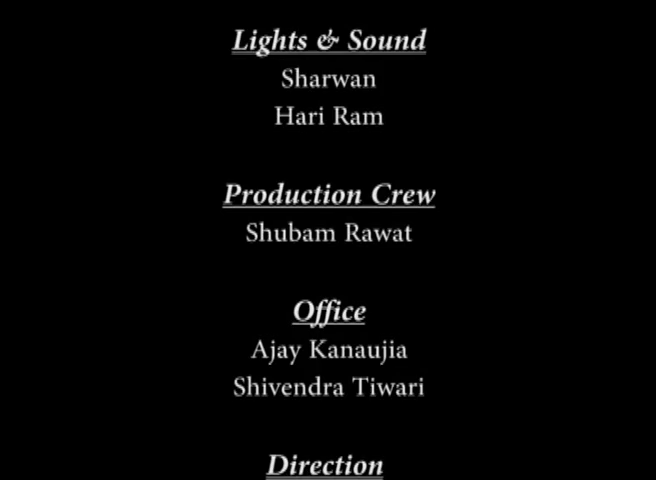 Lights & Sound
Sharwan
Hari Ram
Production Crew
Shubam Rawat
Office
Ajay Kanaujia
Shivendra Tiwari
Direction